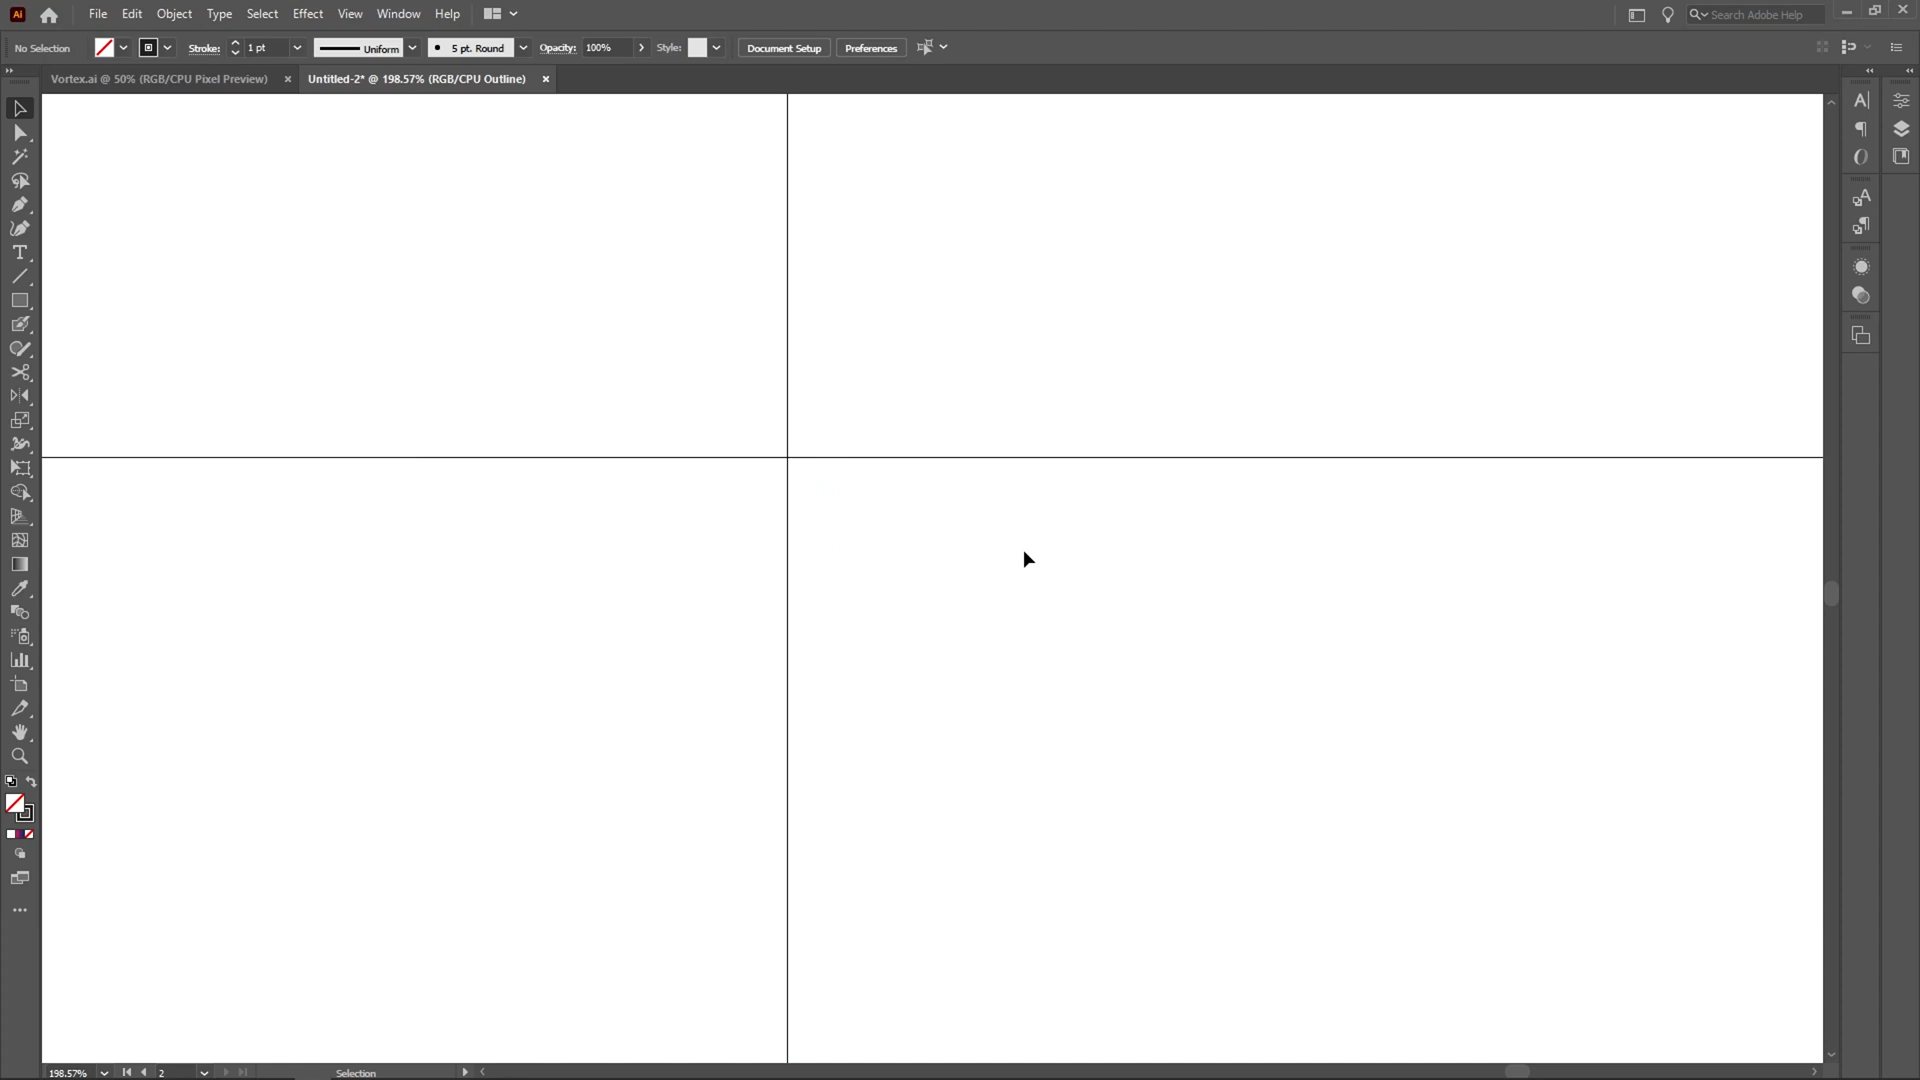 Ai File Edit Object Type Select Effect View Window Help Search Adobe Help
No Selection Stroke: 1 pt Uniform 5 pt. Round Opacity: 100% Style: Document Setup Preferences
Vortex.ai @ 50% (RGB/CPU Pixel Preview) × Untitled-2* @ 198.57% (RGB/CPU Outline) ×
198.57% 2 Selection